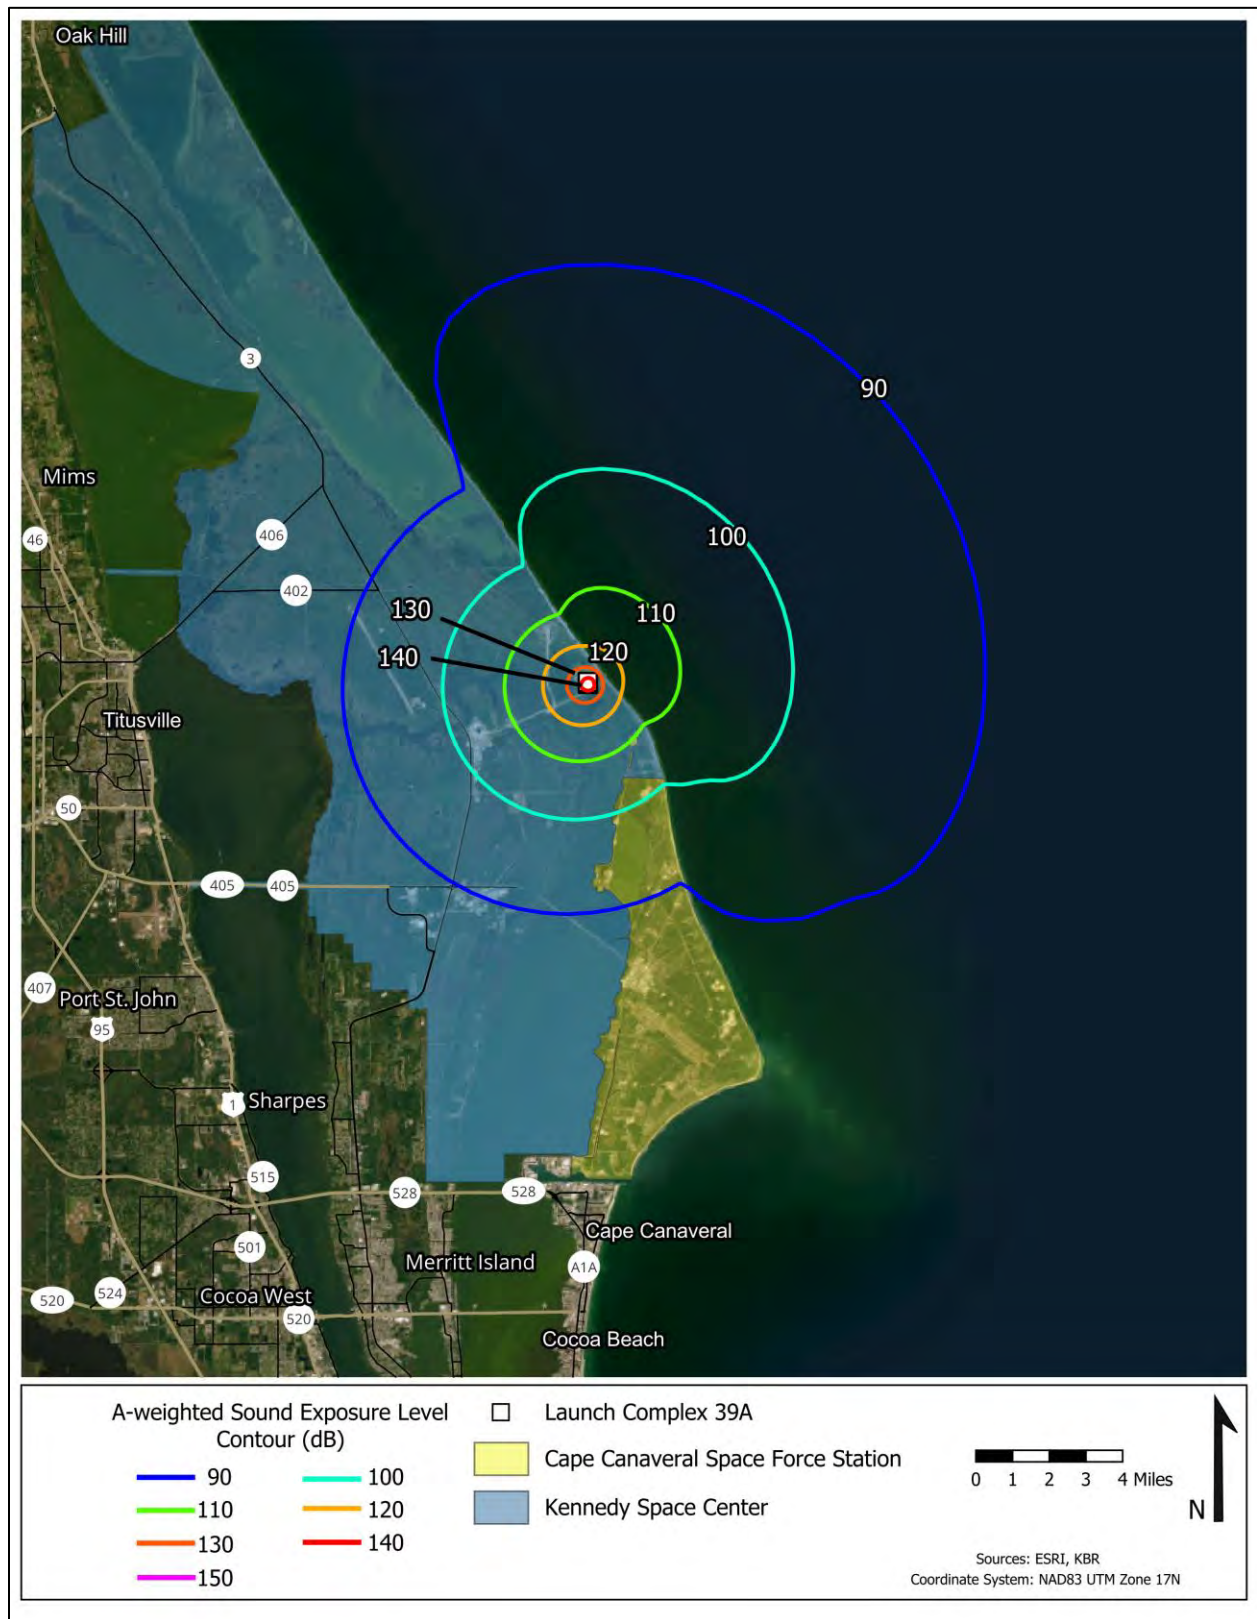 Oak Hill
3
90
Mims
46
406
100
402
130
110
120
140
Titusville
50
405
405
407
Port St. John
95
1
Sharpes
515
528
528
501
Cape Canaveral
Merritt Island
A1A
524
520
Cocoa West
520
Cocoa Beach
A-weighted Sound Exposure Level
Contour (dB)
90
100
110
120
130
140
150
Launch Complex 39A
Cape Canaveral Space Force Station
Kennedy Space Center
0 1 2 3 4 Miles
N
Sources: ESRI, KBR
Coordinate System: NAD83 UTM Zone 17N